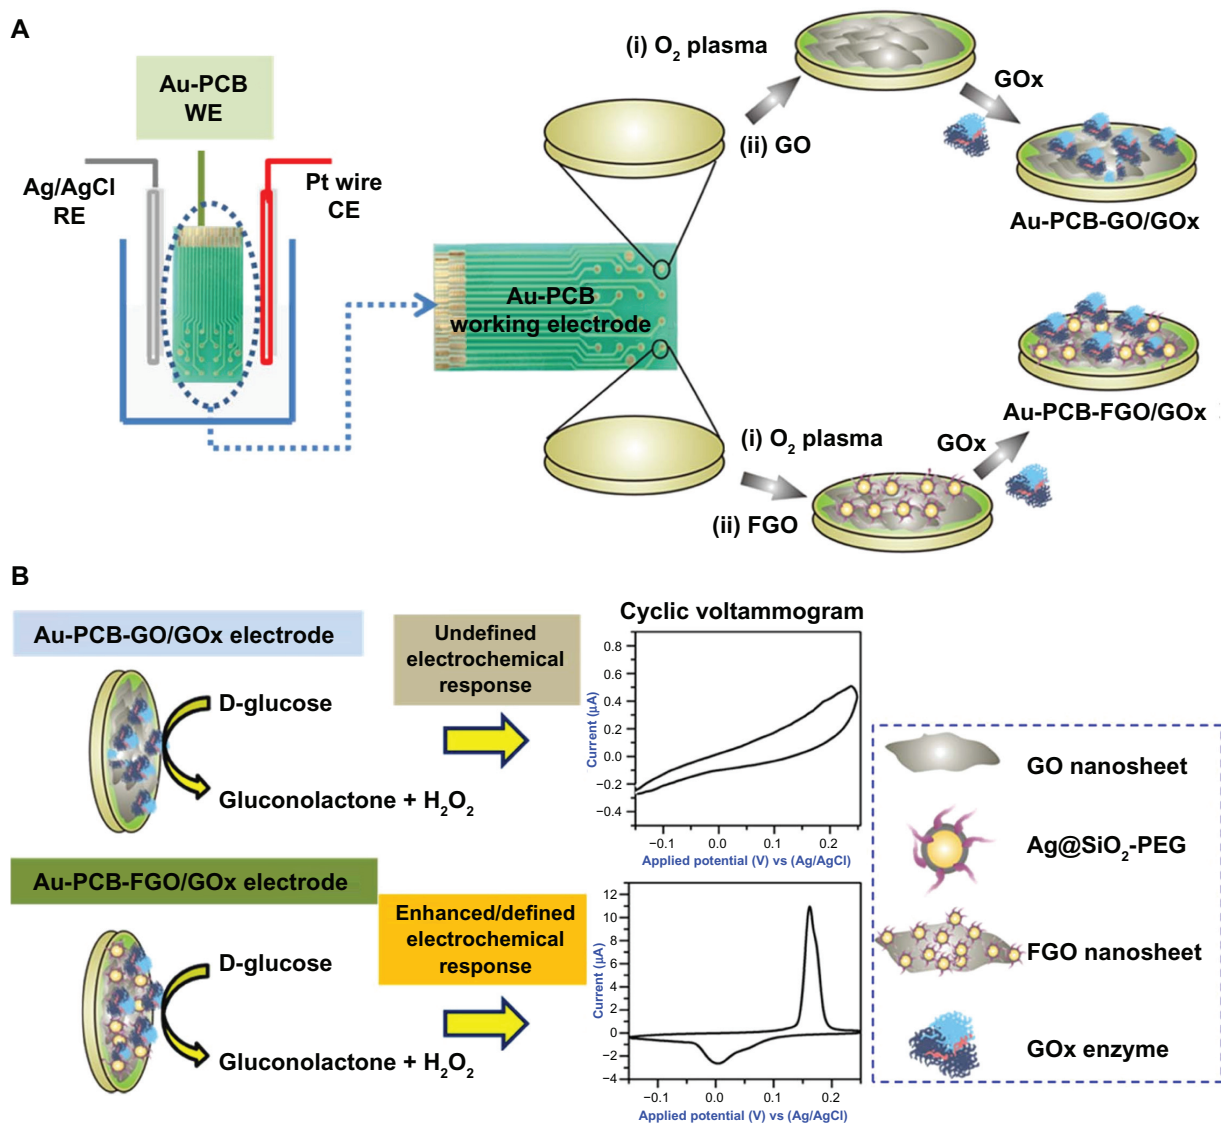 A
Au-PCB
WE
Ag/AgCl
RE
Pt wire
CE
Au-PCB
working electrode
(i) O₂ plasma
(ii) GO
GOx
Au-PCB-GO/GOx
(i) O₂ plasma
(ii) FGO
GOx
Au-PCB-FGO/GOx
B
Au-PCB-GO/GOx electrode
D-glucose
Gluconolactone + H₂O₂
Undefined
electrochemical
response
Cyclic voltammogram
Current (µA)
0.8
0.6
0.4
0.2
0.0
−0.2
−0.4
−0.1
0.0
0.1
0.2
Applied potential (V) vs (Ag/AgCl)
Au-PCB-FGO/GOx electrode
D-glucose
Gluconolactone + H₂O₂
Enhanced/defined
electrochemical
response
Current (µA)
12
10
8
6
4
2
0
−2
−4
−0.1
0.0
0.1
0.2
Applied potential (V) vs (Ag/AgCl)
GO nanosheet
Ag@SiO₂-PEG
FGO nanosheet
GOx enzyme